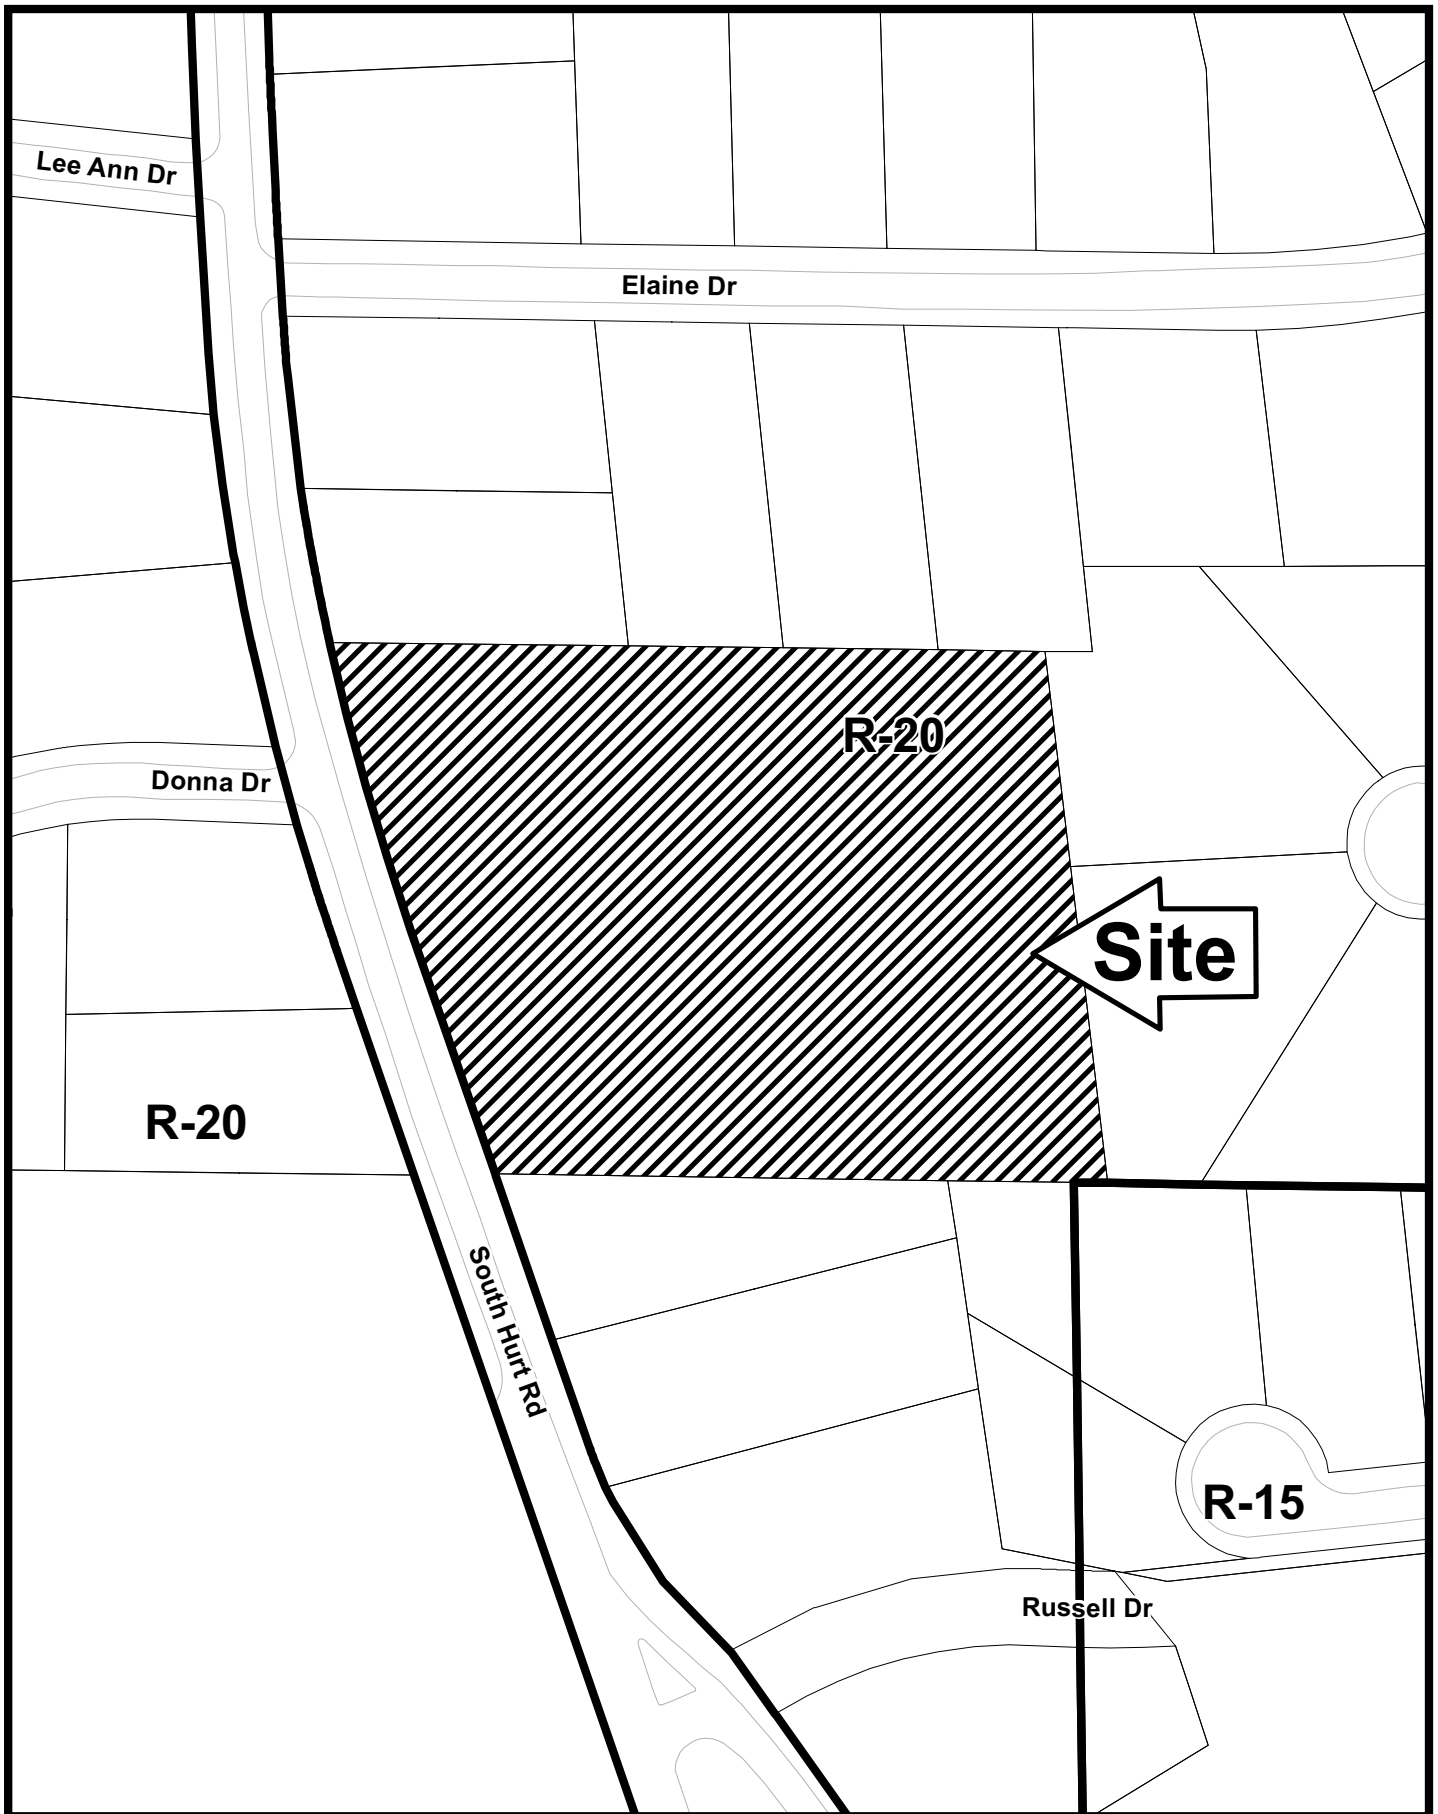 Lee Ann Dr
Elaine Dr
R-20
Donna Dr
Site
R-20
South Hurt Rd
R-15
Russell Dr